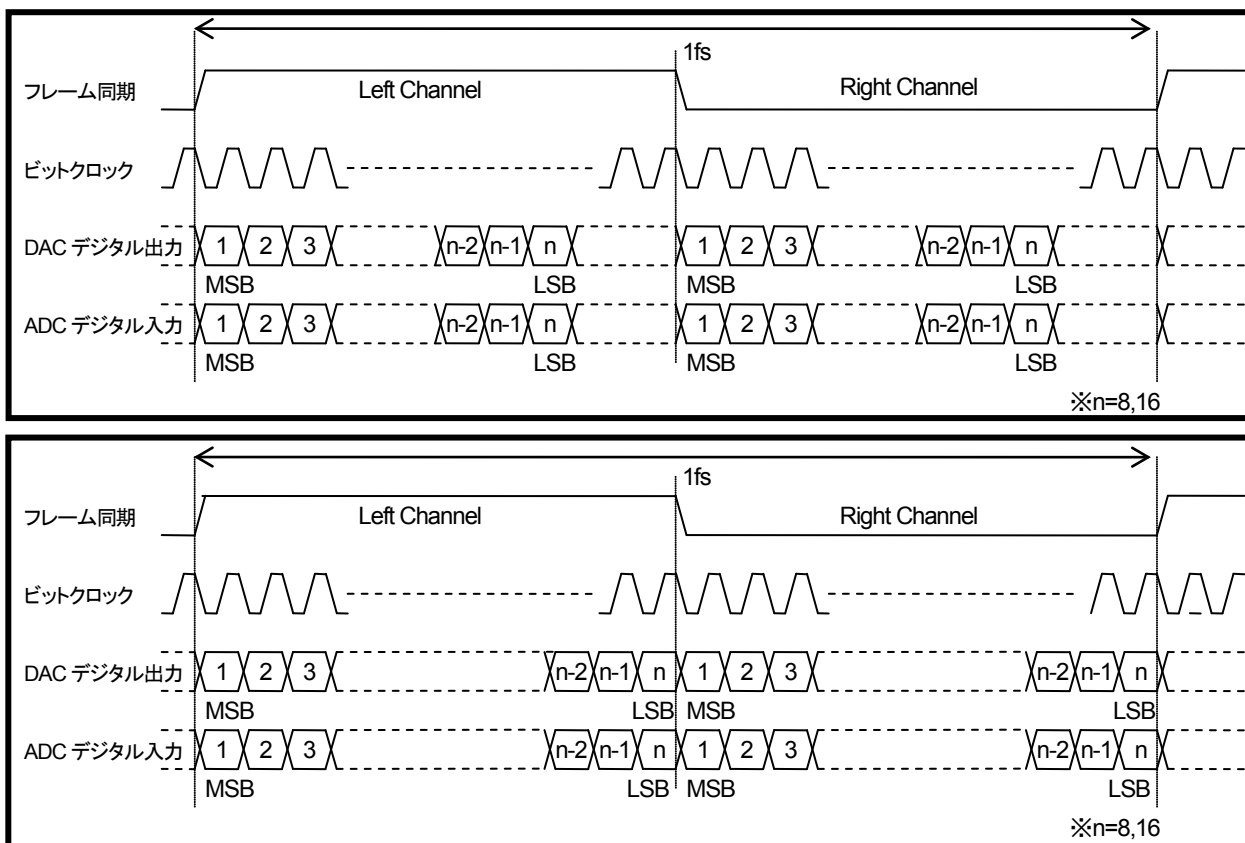 1fs
フレーム同期 Left Channel Right Channel
ビットクロック
DAC デジタル出力 1 2 3 n-2 n-1 n 1 2 3 n-2 n-1 n
MSB LSB MSB LSB
ADC デジタル入力 1 2 3 n-2 n-1 n 1 2 3 n-2 n-1 n
MSB LSB MSB LSB
※n=8,16
1fs
フレーム同期 Left Channel Right Channel
ビットクロック
DAC デジタル出力 1 2 3 n-2 n-1 n 1 2 3 n-2 n-1 n
MSB LSB MSB LSB
ADC デジタル入力 1 2 3 n-2 n-1 n 1 2 3 n-2 n-1 n
MSB LSB MSB LSB
※n=8,16